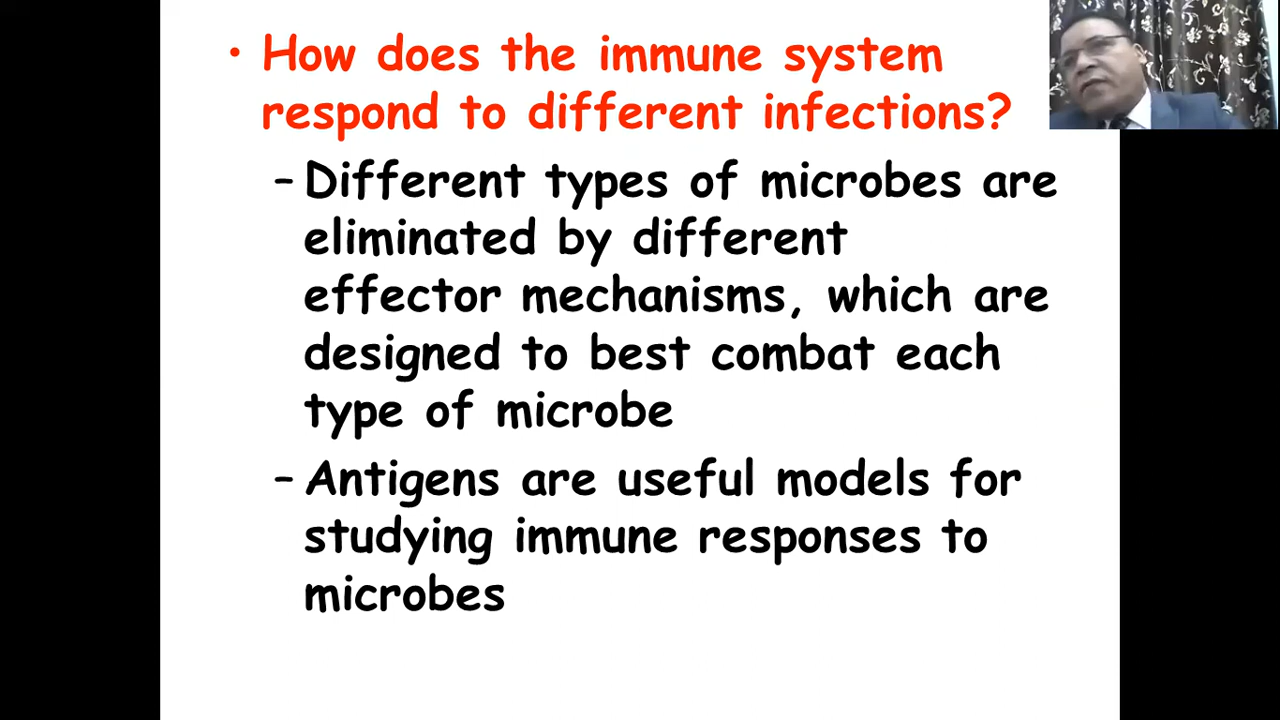 • How does the immune system
respond to different infections?
– Different types of microbes are
eliminated by different
effector mechanisms, which are
designed to best combat each
type of microbe
– Antigens are useful models for
studying immune responses to
microbes